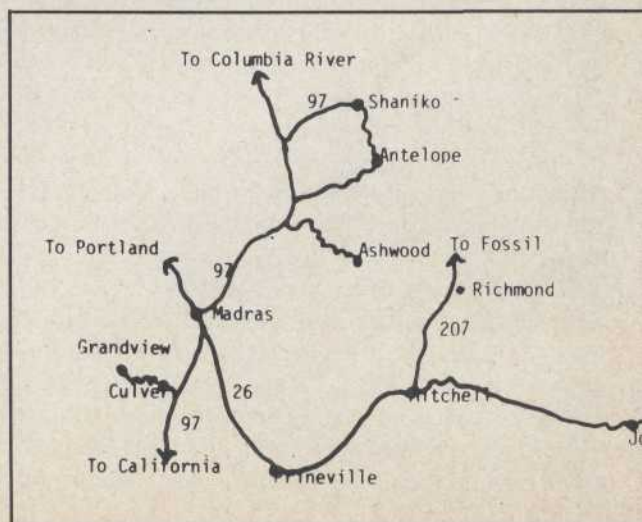 To Columbia River
97
Shaniko
Antelope
To Portland
97
Ashwood
To Fossil
Richmond
Madras
207
Grandview
Culver
26
Mitchell
97
To California
Prineville